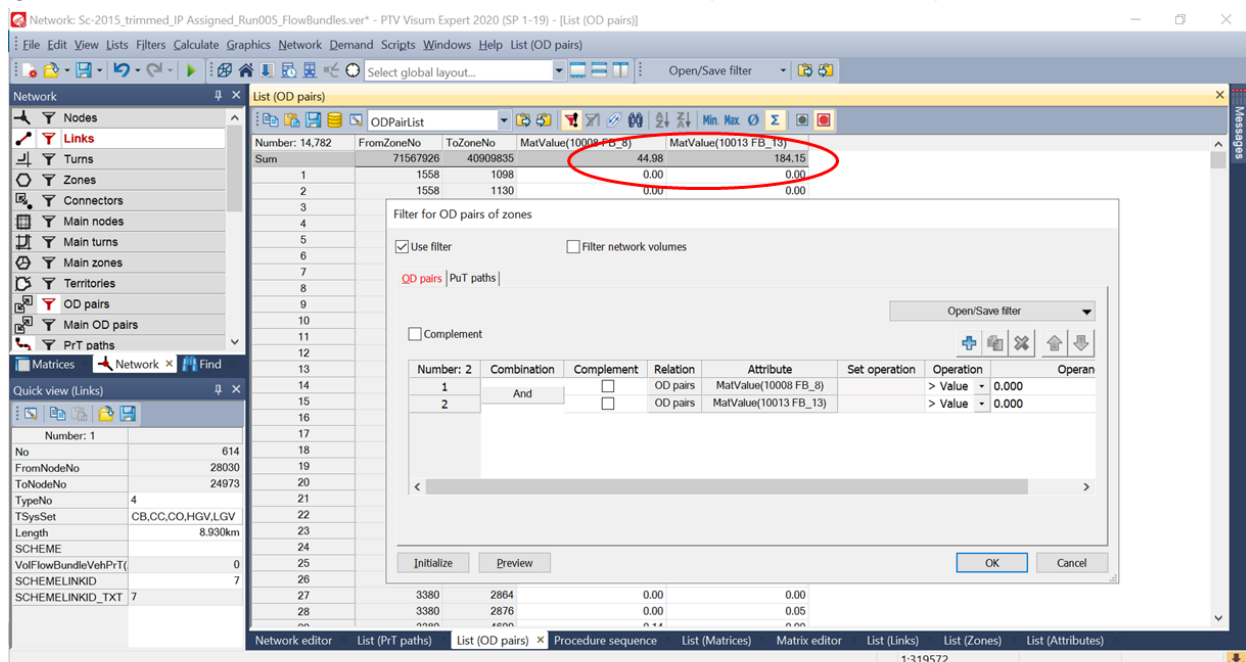 Network: Sc-2015_trimmed_IP Assigned_Run005_FlowBundles.ver* - PTV Visum Expert 2020 (SP 1-19) - [List (OD pairs)]
File Edit View Lists Filters Calculate Graphics Network Demand Scripts Windows Help List (OD pairs)
Select global layout... Open/Save filter
Network
Nodes
Links
Turns
Zones
Connectors
Main nodes
Main turns
Main zones
Territories
OD pairs
Main OD pairs
PrT paths
Matrices Network × Find
Quick view (Links)
Number: 1
No 614
FromNodeNo 28030
ToNodeNo 24973
TypeNo 4
TSysSet CB,CC,CO,HGV,LGV
Length 8.930km
SCHEME
VolFlowBundleVehPrT( 0
SCHEMELINKID 7
SCHEMELINKID_TXT 7
List (OD pairs)
ODPairList Min. Max Ø Σ
Number: 14,782 FromZoneNo ToZoneNo MatValue(10008 FB_8) MatValue(10013 FB_13)
Sum 71567926 40909835 44.98 184.15
1 1558 1098 0.00 0.00
2 1558 1130 0.00 0.00
3
4
5
6
7
8
9
10
11
12
13
14
15
16
17
18
19
20
21
22
23
24
25
26
27 3380 2864 0.00 0.00
28 3380 2876 0.00 0.05
Filter for OD pairs of zones
Use filter Filter network volumes
OD pairs PuT paths
Open/Save filter
Complement
Number: 2 Combination Complement Relation Attribute Set operation Operation Operan
1 And OD pairs MatValue(10008 FB_8) > Value 0.000
2 OD pairs MatValue(10013 FB_13) > Value 0.000
Initialize Preview OK Cancel
Network editor List (PrT paths) List (OD pairs) × Procedure sequence List (Matrices) Matrix editor List (Links) List (Zones) List (Attributes)
1:319572
Messages